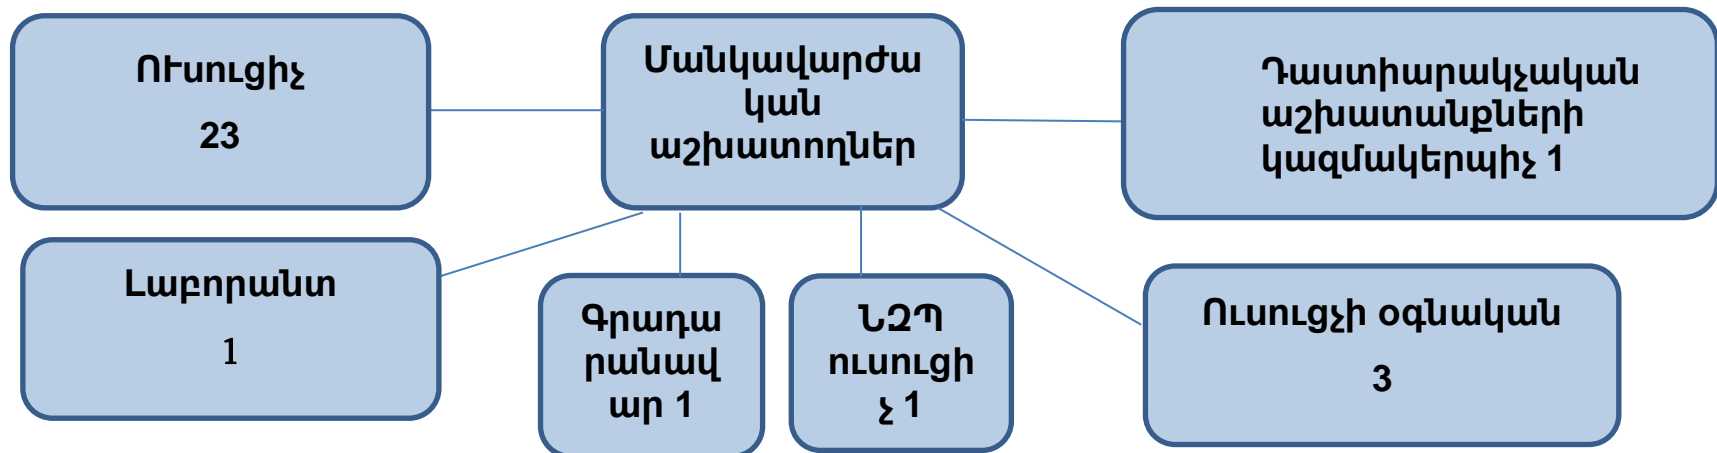 ՈՒսուցիչ
23
Մանկավարժա
կան
աշխատողներ
Դաստիարակչական
աշխատանքների
կազմակերպիչ 1
Լաբորանտ
1
Գրադա
րանավ
ար 1
ՆԶՊ
ուսուցի
չ 1
Ուսուցչի օգնական
3